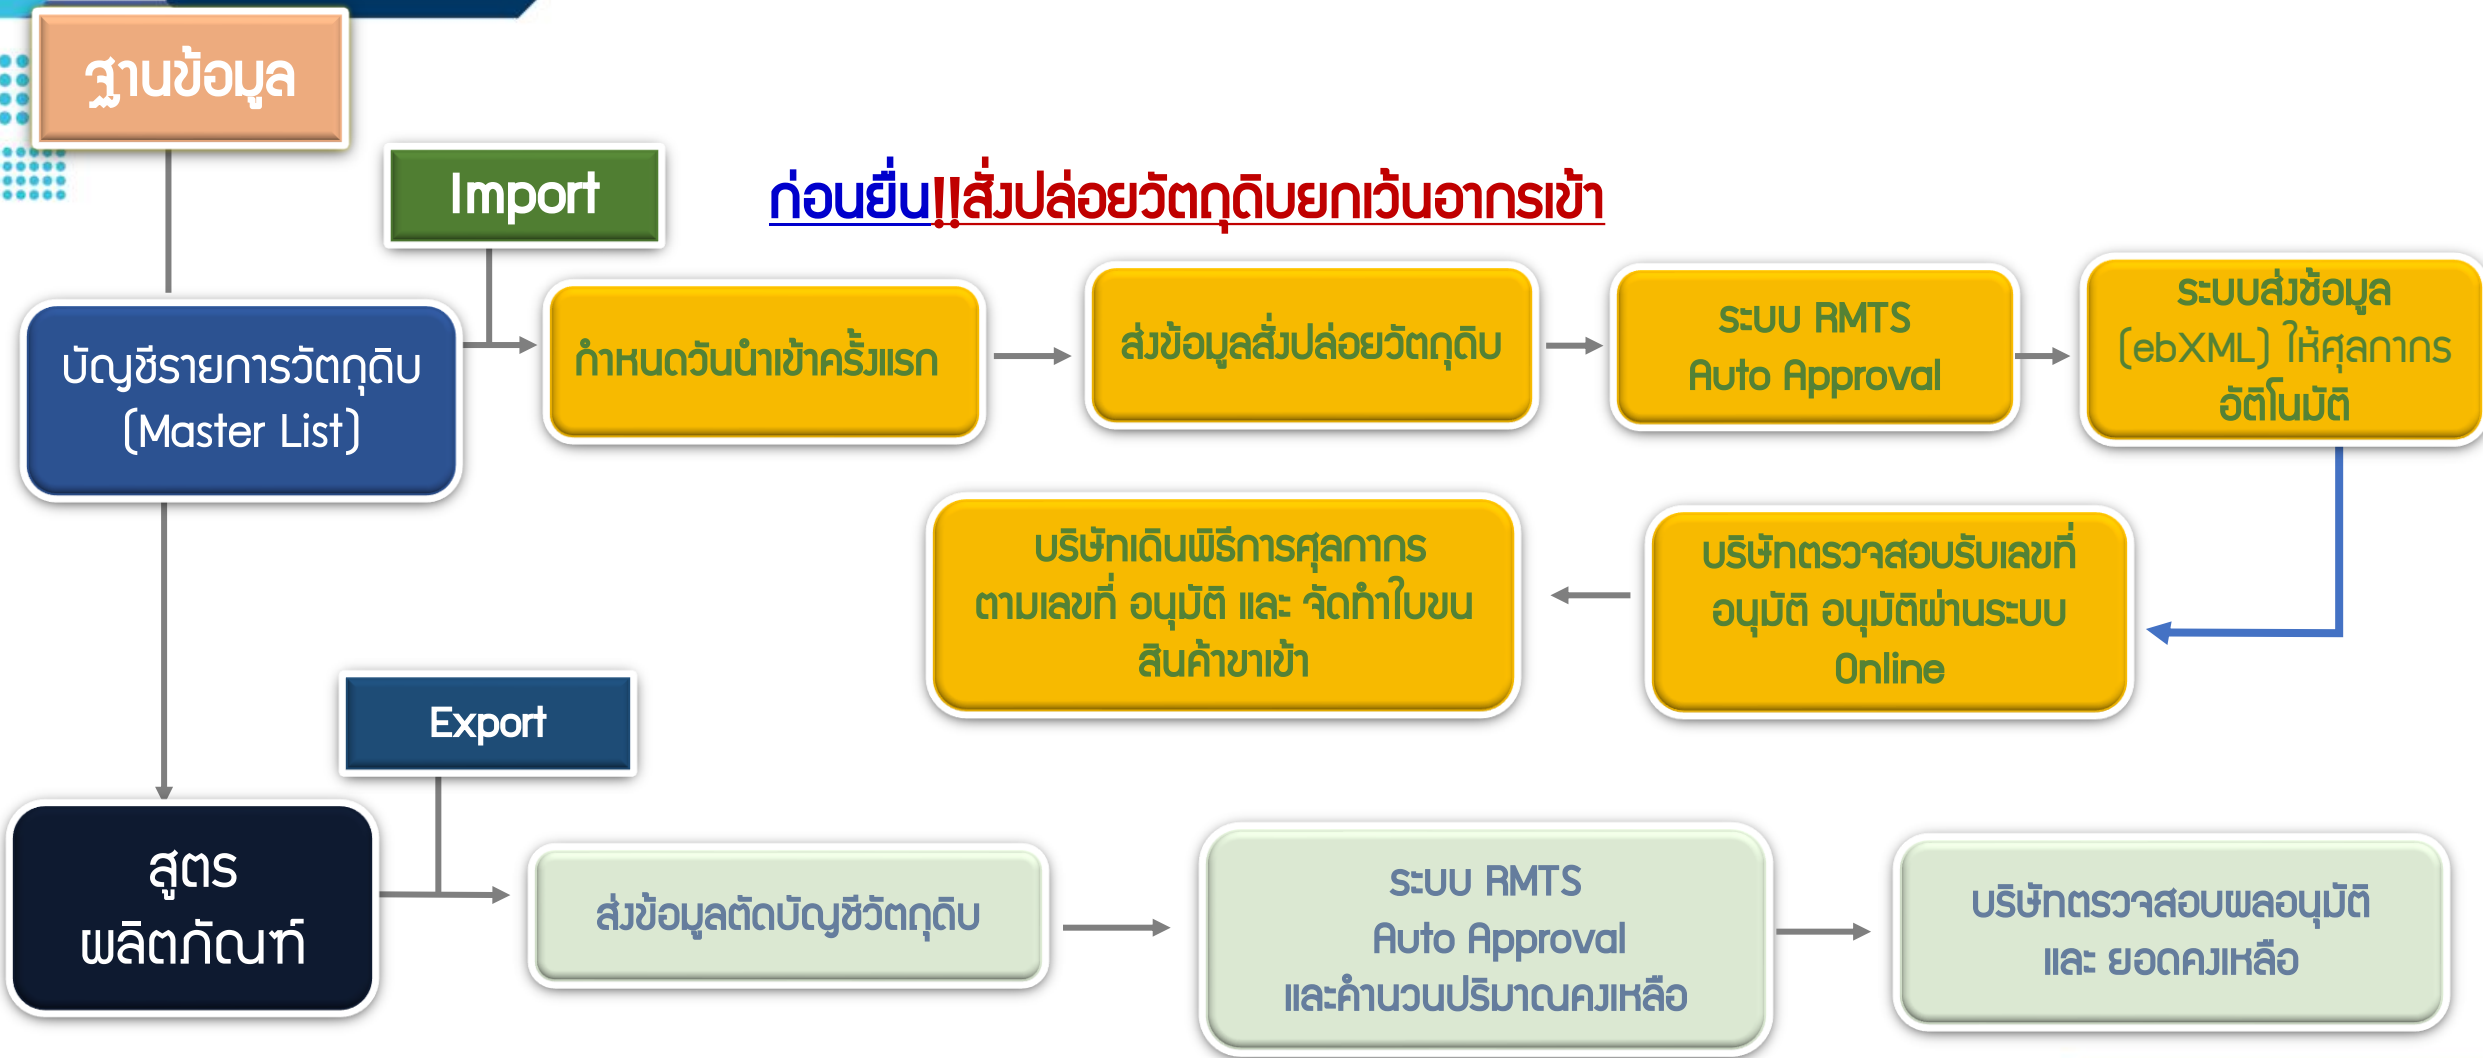 ฐานข้อมูล
Import
ก่อนยื่น!!สั่งปล่อยวัตถุดิบยกเว้นอากรเข้า
บัญชีรายการวัตถุดิบ
(Master List)
กำหนดวันนำเข้าครั้งแรก
ส่งข้อมูลสั่งปล่อยวัตถุดิบ
ระบบ RMTS
Auto Approval
ระบบส่งช้อมูล
(ebXML) ให้ศุลกากร
อัติโนมัติ
บริษัทตรวจสอบรับเลขที่
อนุมัติ อนุมัติผ่านระบบ
Online
บริษัทเดินพิธีการศุลกากร
ตามเลขที่ อนุมัติ และ จัดทำใบขน
สินค้าขาเข้า
Export
สูตร
ผลิตภัณฑ์
ส่งข้อมูลตัดบัญชีวัตถุดิบ
ระบบ RMTS
Auto Approval
และคำนวนปริมาณคงเหลือ
บริษัทตรวจสอบผลอนุมัติ
และ ยอดคงเหลือ